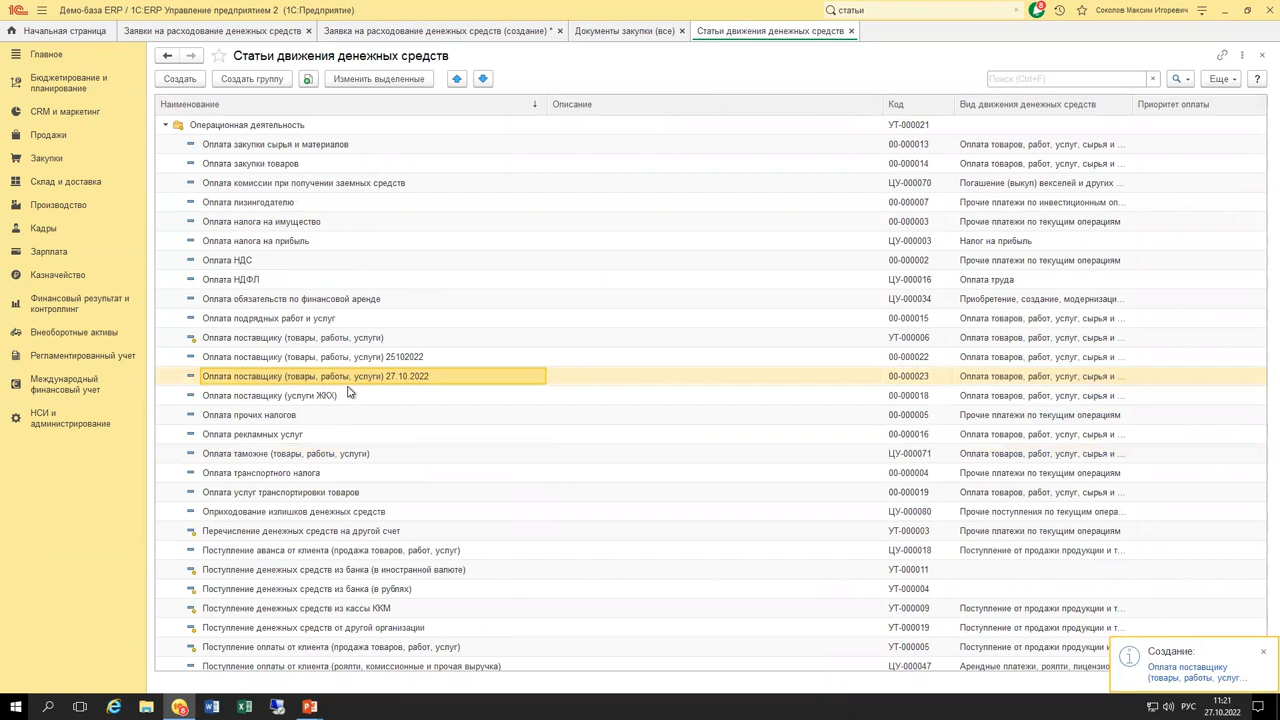 Демо-база ERP / 1С:ERP Управление предприятием 2 (1С:Предприятие)
статьи
8
Соколов Максим Игоревич
Начальная страница
Заявки на расходование денежных средств
Заявка на расходование денежных средств (создание) *
Документы закупки (все)
Статьи движения денежных средств
Главное
Бюджетирование и
планирование
CRM и маркетинг
Продажи
Закупки
Склад и доставка
Производство
Кадры
Зарплата
Казначейство
Финансовый результат и
контроллинг
Внеоборотные активы
Регламентированный учет
Международный
финансовый учет
НСИ и
администрирование
Статьи движения денежных средств
Создать
Создать группу
Изменить выделенные
Поиск (Ctrl+F)
Еще
?
Наименование Описание Код Вид движения денежных средств Приоритет оплаты
Операционная деятельность УТ-000021
Оплата закупки сырья и материалов 00-000013 Оплата товаров, работ, услуг, сырья и ...
Оплата закупки товаров 00-000014 Оплата товаров, работ, услуг, сырья и ...
Оплата комиссии при получении заемных средств ЦУ-000070 Погашение (выкуп) векселей и других ...
Оплата лизингодателю 00-000007 Прочие платежи по инвестиционным оп...
Оплата налога на имущество 00-000003 Прочие платежи по текущим операциям
Оплата налога на прибыль ЦУ-000003 Налог на прибыль
Оплата НДС 00-000002 Прочие платежи по текущим операциям
Оплата НДФЛ ЦУ-000016 Оплата труда
Оплата обязательств по финансовой аренде ЦУ-000034 Приобретение, создание, модернизаци...
Оплата подрядных работ и услуг 00-000015 Оплата товаров, работ, услуг, сырья и ...
Оплата поставщику (товары, работы, услуги) УТ-000006 Оплата товаров, работ, услуг, сырья и ...
Оплата поставщику (товары, работы, услуги) 25102022 00-000022 Оплата товаров, работ, услуг, сырья и ...
Оплата поставщику (товары, работы, услуги) 27.10.2022 00-000023 Оплата товаров, работ, услуг, сырья и ...
Оплата поставщику (услуги ЖКХ) 00-000018 Оплата товаров, работ, услуг, сырья и ...
Оплата прочих налогов 00-000005 Прочие платежи по текущим операциям
Оплата рекламных услуг 00-000016 Оплата товаров, работ, услуг, сырья и ...
Оплата таможне (товары, работы, услуги) ЦУ-000071 Оплата товаров, работ, услуг, сырья и ...
Оплата транспортного налога 00-000004 Прочие платежи по текущим операциям
Оплата услуг транспортировки товаров 00-000019 Оплата товаров, работ, услуг, сырья и ...
Оприходование излишков денежных средств ЦУ-000080 Прочие поступления по текущим опера...
Перечисление денежных средств на другой счет УТ-000003 Прочие платежи по текущим операциям
Поступление аванса от клиента (продажа товаров, работ, услуг) ЦУ-000018 Поступление от продажи продукции и т...
Поступление денежных средств из банка (в иностранной валюте) УТ-000011
Поступление денежных средств из банка (в рублях) УТ-000004
Поступление денежных средств из кассы ККМ УТ-000009 Поступление от продажи продукции и т...
Поступление денежных средств от другой организации УТ-000019 Поступление от продажи продукции и т...
Поступление оплаты от клиента (продажа товаров, работ, услуг) УТ-000005 Поступление от продажи продукции и т...
Поступление оплаты от клиента (роялти, комиссионные и прочая выручка) ЦУ-000047 Арендные платежи, роялти, лицензио...
Создание:
Оплата поставщику
(товары, работы, услуг...
РУС
11:21
27.10.2022